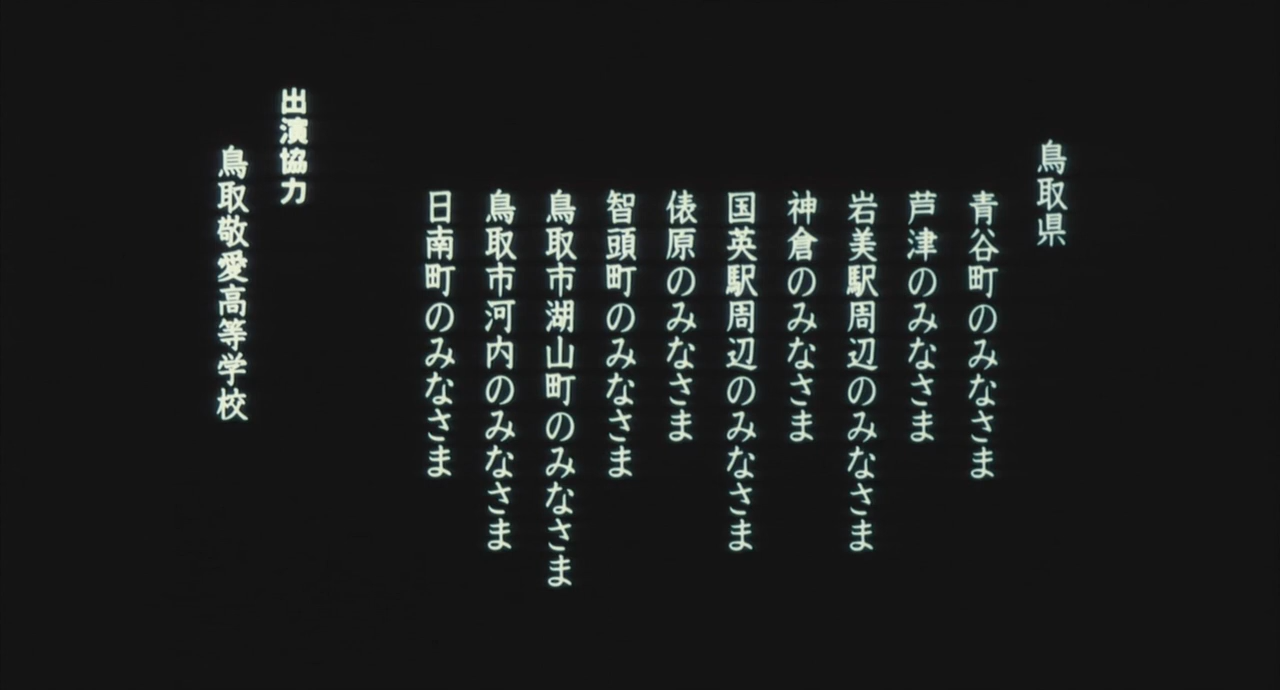 鳥取県
青谷町のみなさま
芦津のみなさま
岩美駅周辺のみなさま
神倉のみなさま
国英駅周辺のみなさま
俵原のみなさま
智頭町のみなさま
鳥取市湖山町のみなさま
鳥取市河内のみなさま
日南町のみなさま
出演協力
鳥取敬愛高等学校